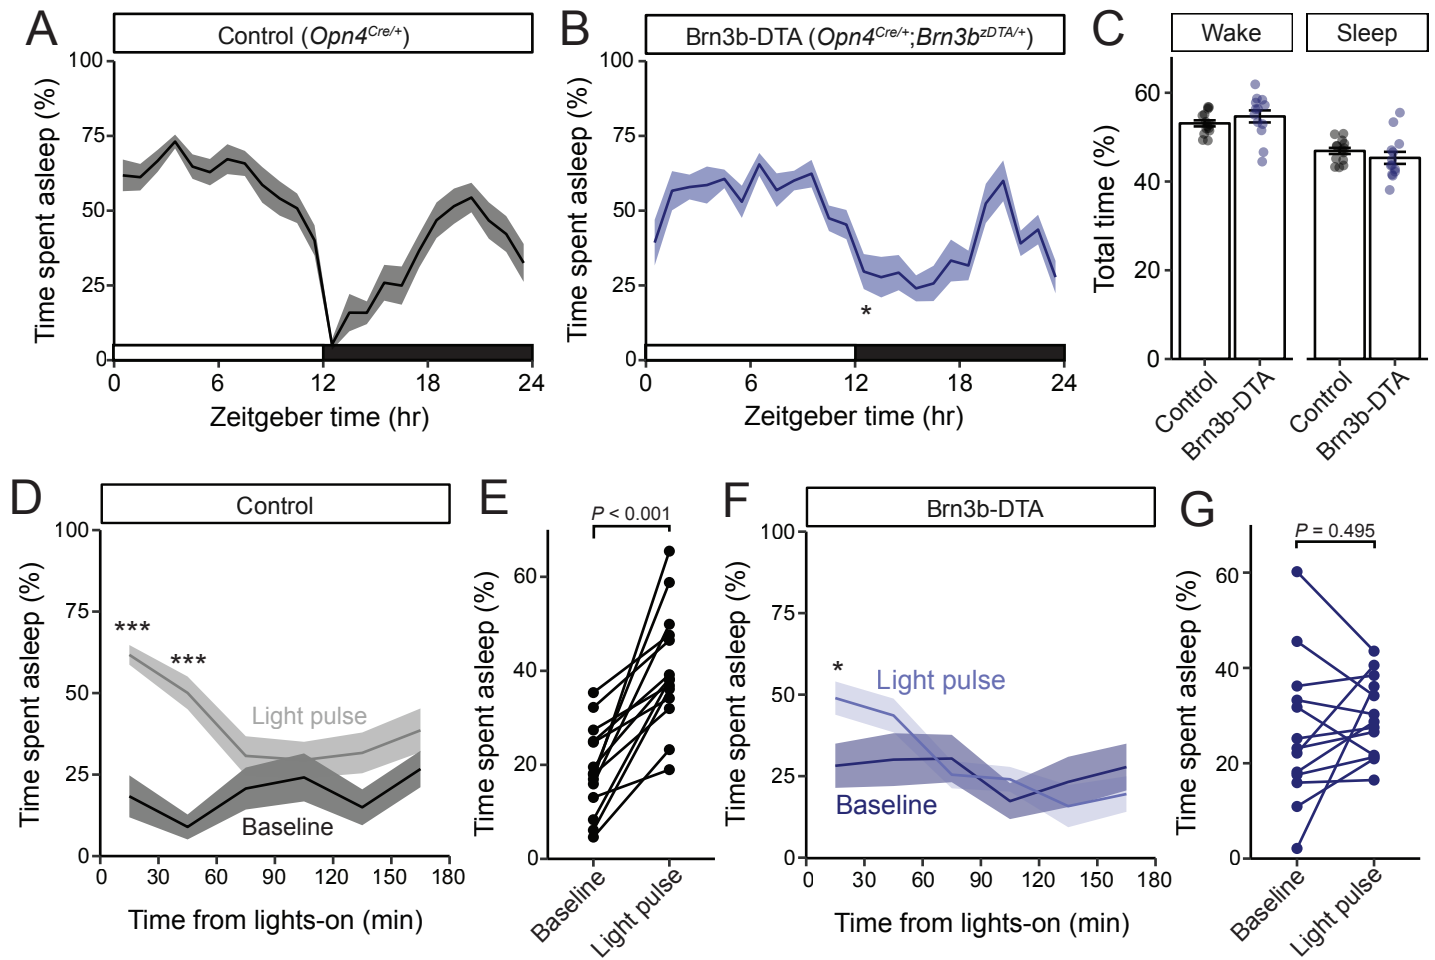 A
Control (Opn4Cre/+)
Time spent asleep (%)
100
75
50
25
0
0 6 12 18 24
Zeitgeber time (hr)
B
Brn3b-DTA (Opn4Cre/+;Brn3bzDTA/+)
Time spent asleep (%)
100
75
50
25
0
*
0 6 12 18 24
Zeitgeber time (hr)
C
Wake Sleep
Total time (%)
60
40
20
0
Control
Brn3b-DTA
Control
Brn3b-DTA
D
Control
Time spent asleep (%)
100
75
50
25
0
***
***
Light pulse
Baseline
0 30 60 90 120 150 180
Time from lights-on (min)
E
P < 0.001
Time spent asleep (%)
60
40
20
0
Baseline
Light pulse
F
Brn3b-DTA
Time spent asleep (%)
100
75
50
25
0
*
Light pulse
Baseline
0 30 60 90 120 150 180
Time from lights-on (min)
G
P = 0.495
Time spent asleep (%)
60
40
20
0
Baseline
Light pulse